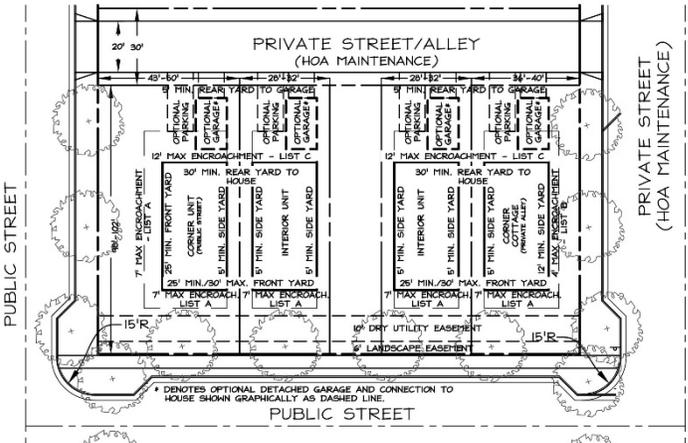 PRIVATE STREET/ALLEY
(HOA MAINTENANCE)
20' 30'
28'-32' 28'-32' 36'-40'
5' MIN. REAR YARD TO GARAGE
5' MIN. REAR YARD TO GARAGE
OPTIONAL PARKING
OPTIONAL GARAGE*
OPTIONAL PARKING
OPTIONAL GARAGE*
OPTIONAL PARKING
OPTIONAL GARAGE*
OPTIONAL PARKING
OPTIONAL GARAGE*
12' MAX ENCROACHMENT - LIST C
12' MAX ENCROACHMENT - LIST C
30' MIN. REAR YARD TO
HOUSE
30' MIN. REAR YARD TO
HOUSE
7' MAX ENCROACHMENT
- LIST A
25' MIN. FRONT YARD
CORNER UNIT
(PUBLIC STREET)
5' MIN. SIDE YARD
5' MIN. SIDE YARD
INTERIOR UNIT
5' MIN. SIDE YARD
5' MIN. SIDE YARD
INTERIOR UNIT
5' MIN. SIDE YARD
5' MIN. SIDE YARD
CORNER
COTTAGE
(PRIVATE ALLEY)
12' MIN. SIDE YARD
4' MAX ENCROACHMENT
25' MIN./30' MAX. FRONT YARD
25' MIN./30' MAX. FRONT YARD
7' MAX ENCROACH.
LIST A
7' MAX ENCROACH.
LIST A
7' MAX ENCROACH.
LIST A
7' MAX ENCROACH.
LIST A
15'R
15'R
10' DRY UTILITY EASEMENT
6' LANDSCAPE EASEMENT
* DENOTES OPTIONAL DETACHED GARAGE AND CONNECTION TO
HOUSE SHOWN GRAPHICALLY AS DASHED LINE.
PUBLIC STREET
PUBLIC STREET
PRIVATE STREET
(HOA MAINTENANCE)